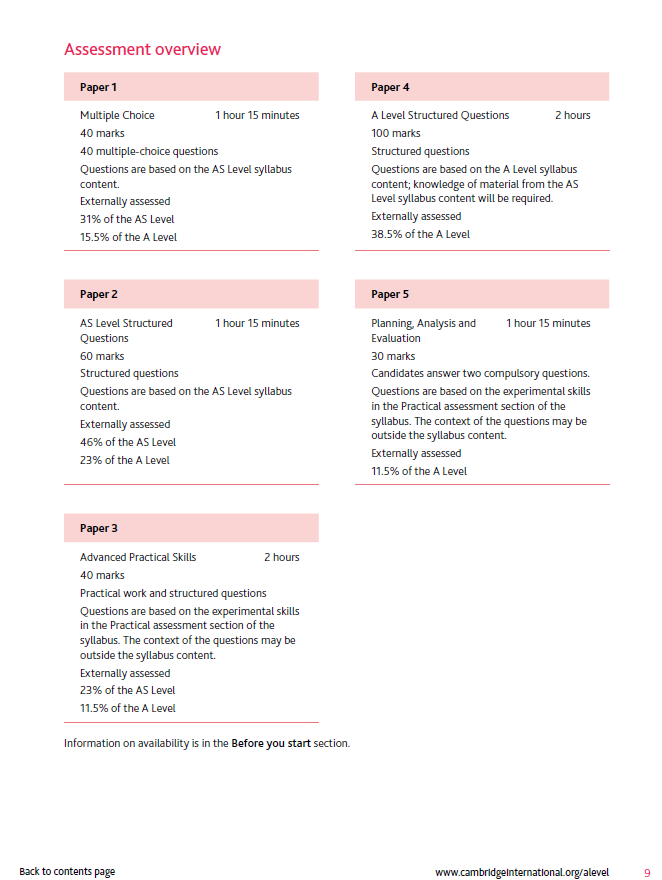 Assessment overview
Paper 1
Multiple Choice 1 hour 15 minutes
40 marks
40 multiple-choice questions
Questions are based on the AS Level syllabus
content.
Externally assessed
31% of the AS Level
15.5% of the A Level
Paper 2
AS Level Structured 1 hour 15 minutes
Questions
60 marks
Structured questions
Questions are based on the AS Level syllabus
content.
Externally assessed
46% of the AS Level
23% of the A Level
Paper 3
Advanced Practical Skills 2 hours
40 marks
Practical work and structured questions
Questions are based on the experimental skills
in the Practical assessment section of the
syllabus. The context of the questions may be
outside the syllabus content.
Externally assessed
23% of the AS Level
11.5% of the A Level
Paper 4
A Level Structured Questions 2 hours
100 marks
Structured questions
Questions are based on the A Level syllabus
content; knowledge of material from the AS
Level syllabus content will be required.
Externally assessed
38.5% of the A Level
Paper 5
Planning, Analysis and 1 hour 15 minutes
Evaluation
30 marks
Candidates answer two compulsory questions.
Questions are based on the experimental skills
in the Practical assessment section of the
syllabus. The context of the questions may be
outside the syllabus content.
Externally assessed
11.5% of the A Level
Information on availability is in the Before you start section.
Back to contents page
www.cambridgeinternational.org/alevel 9